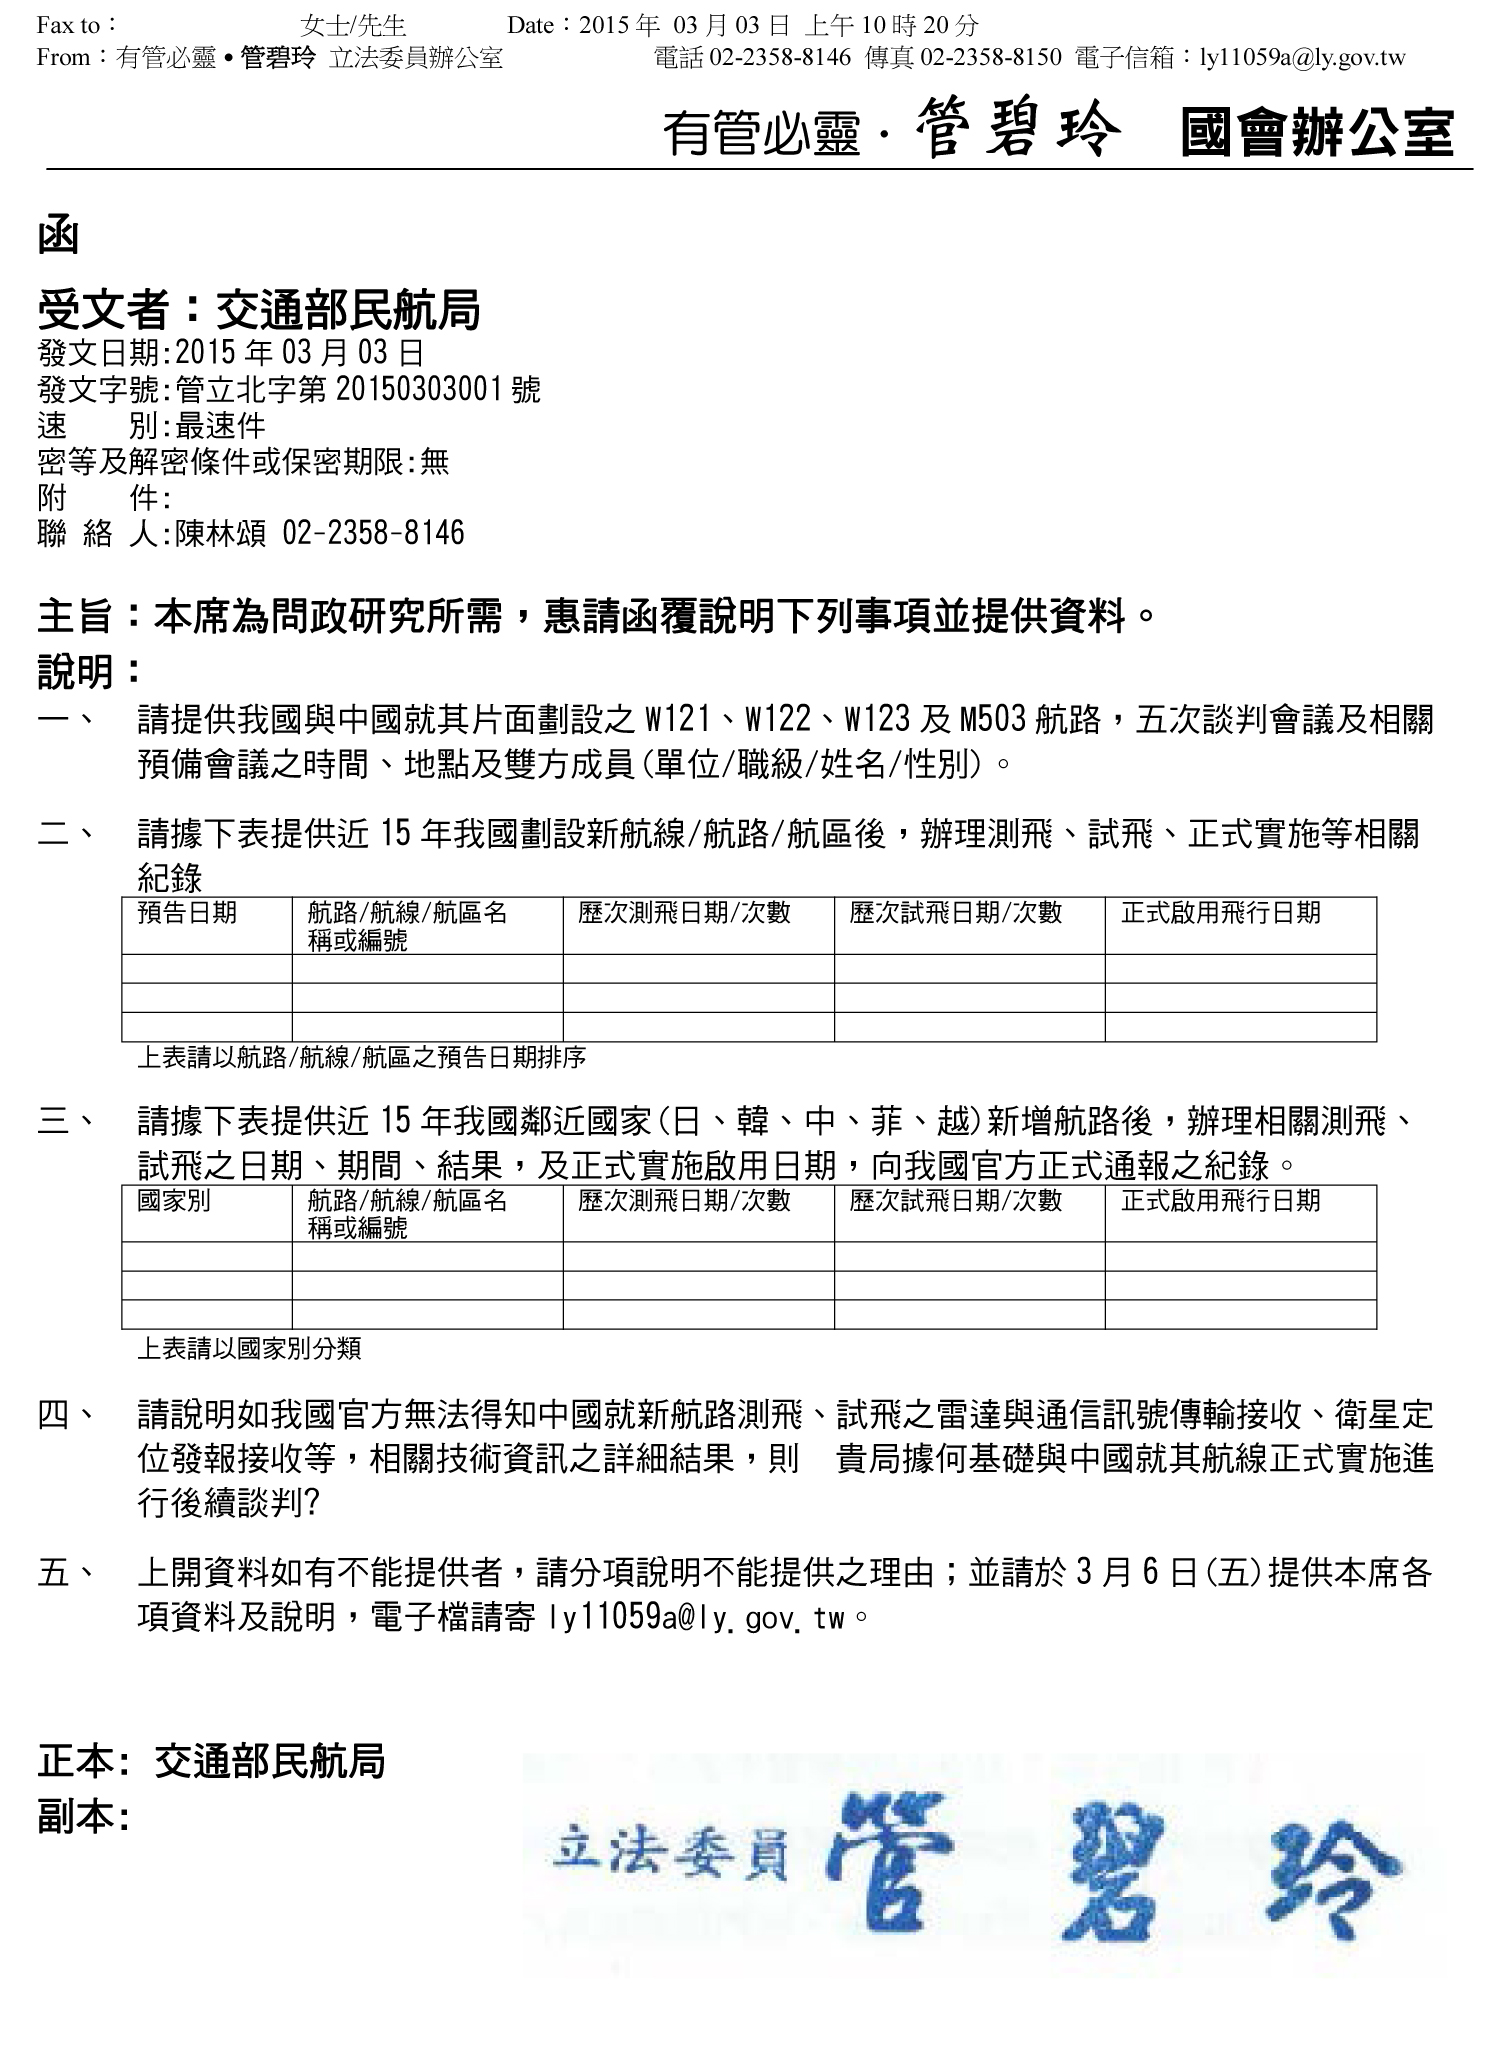 Fax to： 女士/先生 Date：2015 年 03 月 03 日 上午 10 時 20 分
From：有管必靈•管碧玲 立法委員辦公室 電話 02-2358-8146 傳真 02-2358-8150 電子信箱：ly11059a@ly.gov.tw
有管必靈．管碧玲 國會辦公室
函
受文者：交通部民航局
發文日期:2015 年 03 月 03 日
發文字號:管立北字第 20150303001 號
速　　別:最速件
密等及解密條件或保密期限:無
附　　件:
聯 絡 人:陳林頌 02-2358-8146
主旨：本席為問政研究所需，惠請函覆說明下列事項並提供資料。
說明：
一、 請提供我國與中國就其片面劃設之 W121、W122、W123 及 M503 航路，五次談判會議及相關
預備會議之時間、地點及雙方成員(單位/職級/姓名/性別)。
二、 請據下表提供近 15 年我國劃設新航線/航路/航區後，辦理測飛、試飛、正式實施等相關
紀錄
預告日期 航路/航線/航區名 歷次測飛日期/次數 歷次試飛日期/次數 正式啟用飛行日期
稱或編號
上表請以航路/航線/航區之預告日期排序
三、 請據下表提供近 15 年我國鄰近國家(日、韓、中、菲、越)新增航路後，辦理相關測飛、
試飛之日期、期間、結果，及正式實施啟用日期，向我國官方正式通報之紀錄。
國家別 航路/航線/航區名 歷次測飛日期/次數 歷次試飛日期/次數 正式啟用飛行日期
稱或編號
上表請以國家別分類
四、 請說明如我國官方無法得知中國就新航路測飛、試飛之雷達與通信訊號傳輸接收、衛星定
位發報接收等，相關技術資訊之詳細結果，則　貴局據何基礎與中國就其航線正式實施進
行後續談判?
五、 上開資料如有不能提供者，請分項說明不能提供之理由；並請於 3 月 6 日(五)提供本席各
項資料及說明，電子檔請寄 ly11059a@ly.gov.tw。
正本: 交通部民航局
副本:
立法委員 管碧玲